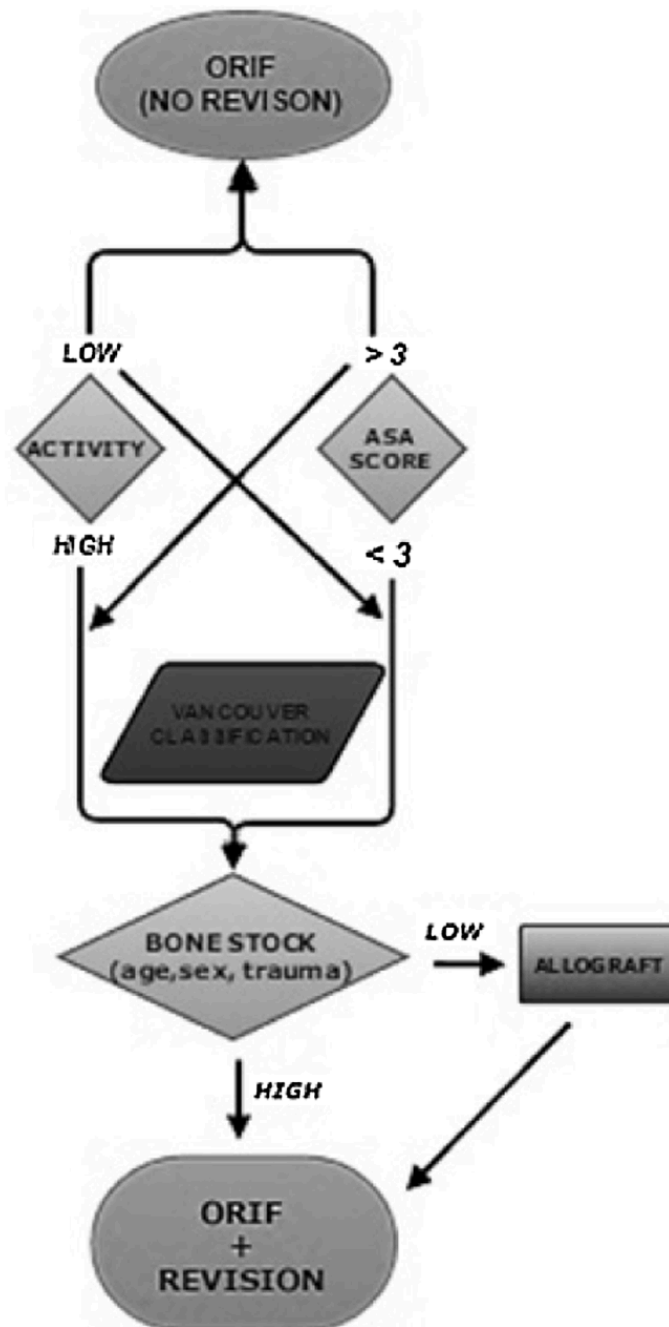 ORIF
(NO REVISON)
LOW
> 3
ACTIVITY
ASA
SCORE
HIGH
< 3
VANCOUVER
CLASSIFICATION
BONE STOCK
(age,sex, trauma)
LOW
ALLOGRAFT
HIGH
ORIF
+
REVISION